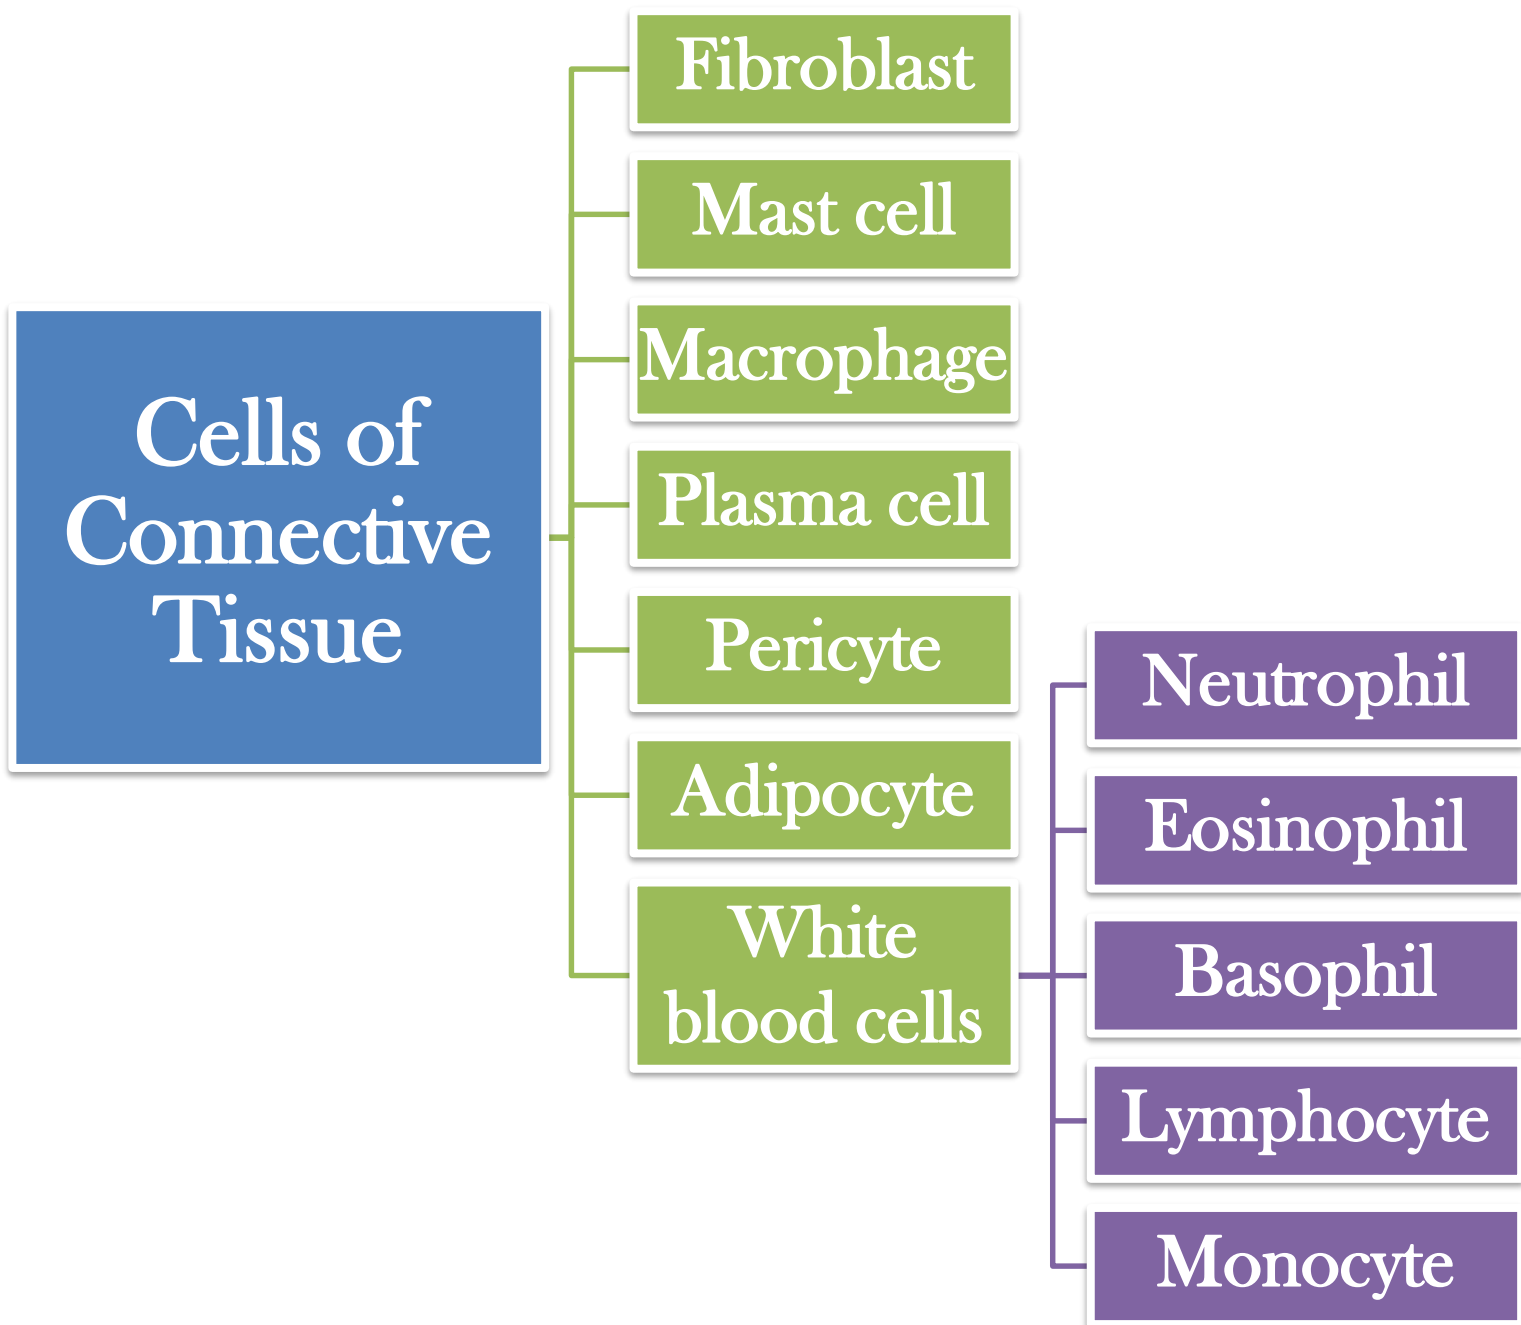 Cells of
Connective
Tissue
Fibroblast
Mast cell
Macrophage
Plasma cell
Pericyte
Adipocyte
White
blood cells
Neutrophil
Eosinophil
Basophil
Lymphocyte
Monocyte